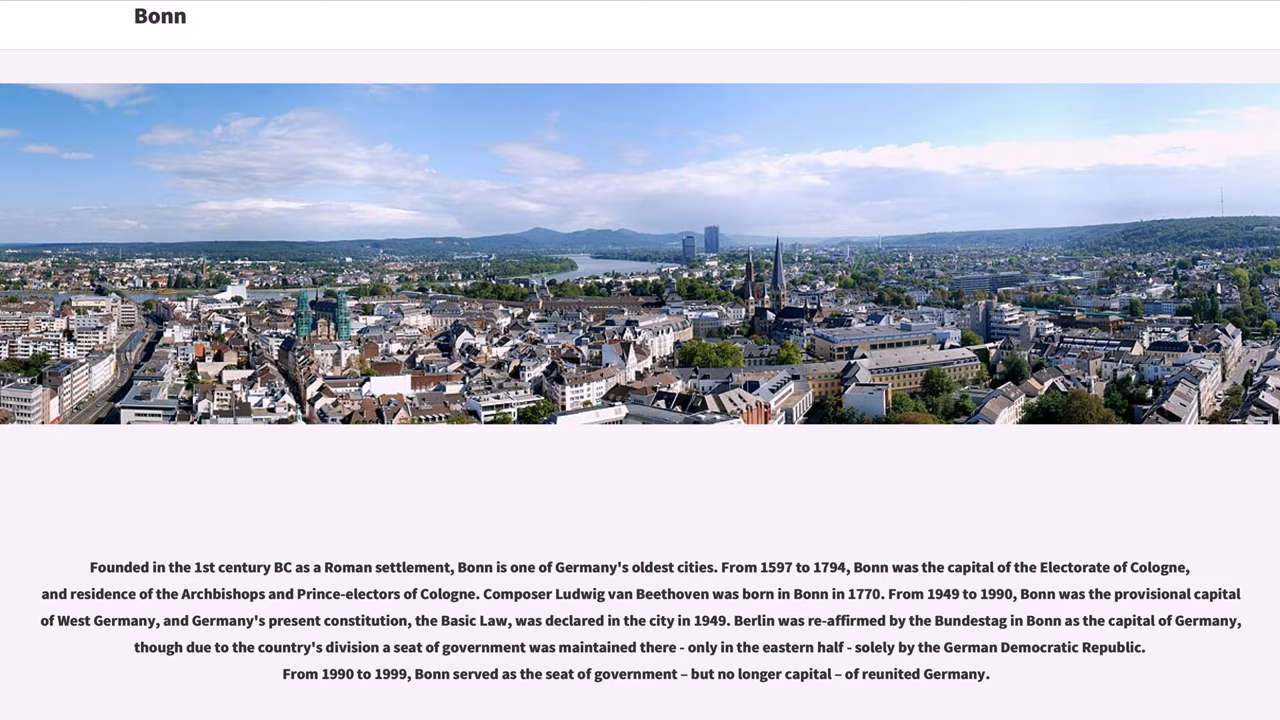 Bonn
Founded in the 1st century BC as a Roman settlement, Bonn is one of Germany's oldest cities. From 1597 to 1794, Bonn was the capital of the Electorate of Cologne,
and residence of the Archbishops and Prince-electors of Cologne. Composer Ludwig van Beethoven was born in Bonn in 1770. From 1949 to 1990, Bonn was the provisional capital
of West Germany, and Germany's present constitution, the Basic Law, was declared in the city in 1949. Berlin was re-affirmed by the Bundestag in Bonn as the capital of Germany,
though due to the country's division a seat of government was maintained there - only in the eastern half - solely by the German Democratic Republic.
From 1990 to 1999, Bonn served as the seat of government – but no longer capital – of reunited Germany.